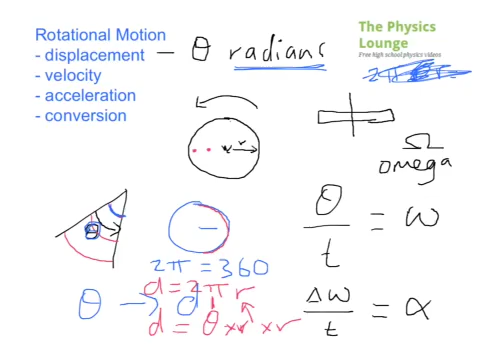 Rotational Motion
- displacement – θ radians
- velocity
- acceleration
- conversion
The Physics
Lounge
Free high school physics videos
r
Ω
omega
θ
θ/t = ω
2π = 360
d = 2πr
θ → d
Δω/t = α